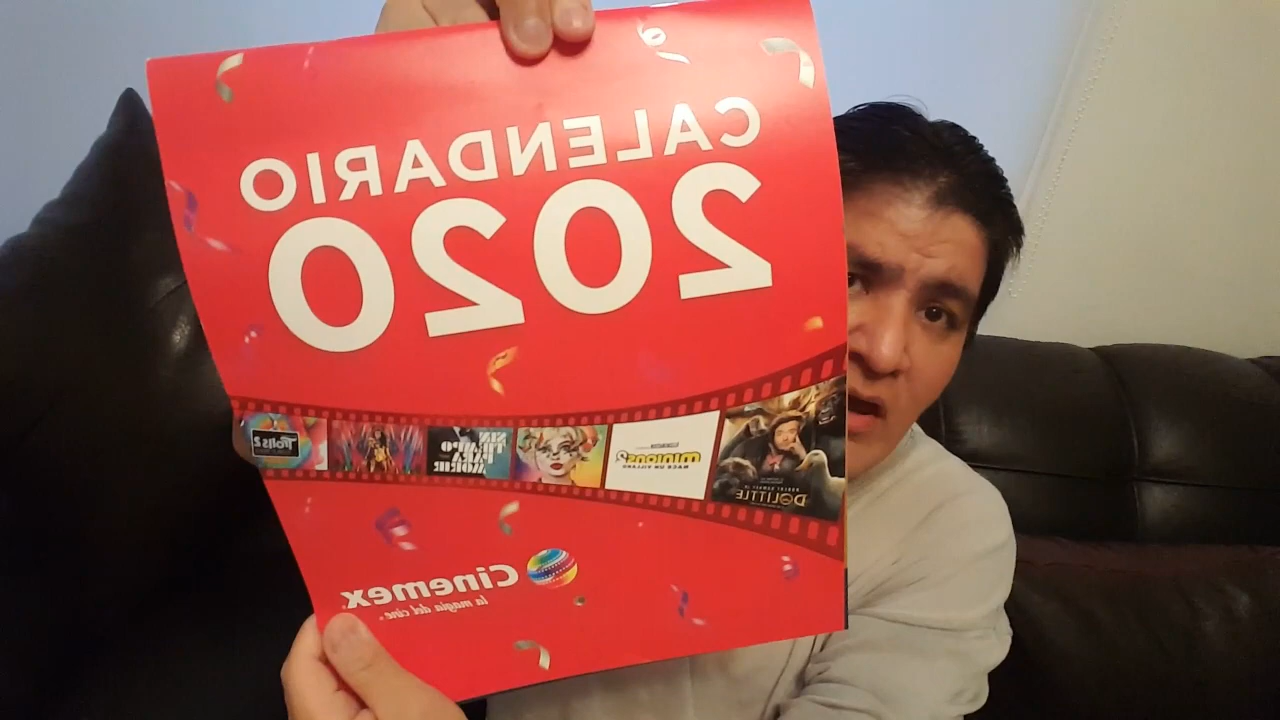 CALENDARIO
2020
DOLITTLE
minions2
NACE UN VILLANO
SIN
TIEMPO
PARA
MORIR
Trolls 2
Cinemex
la magia del cine.